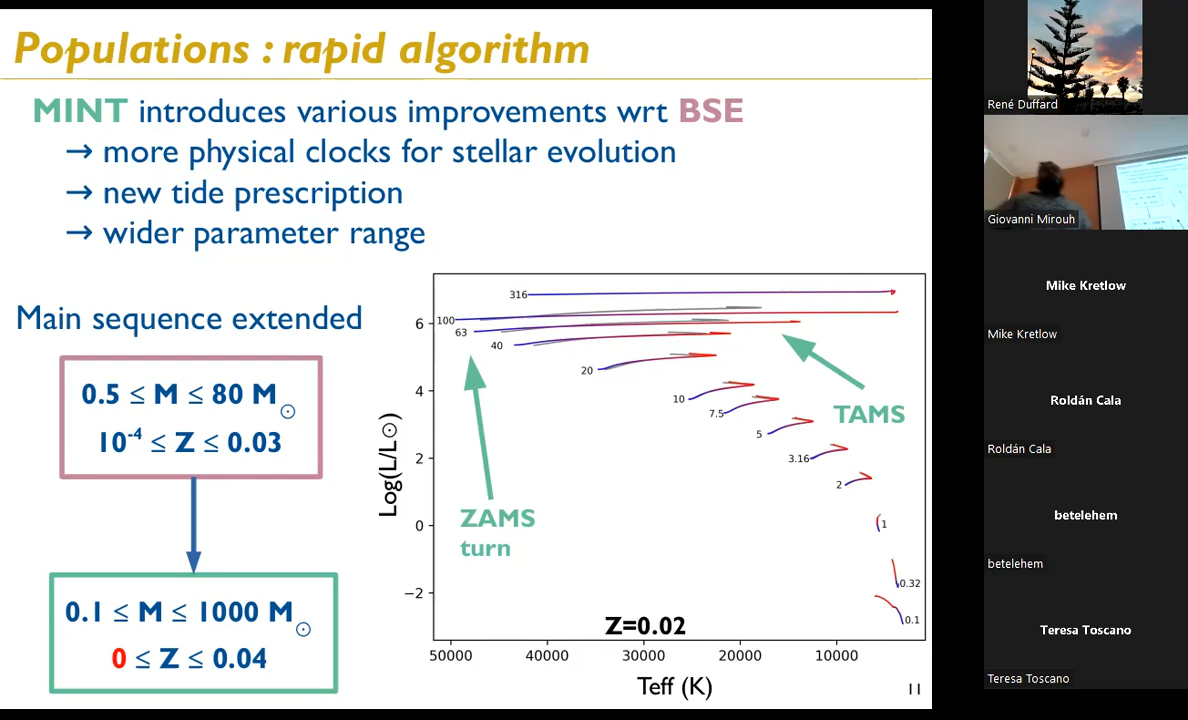 Populations : rapid algorithm
MINT introduces various improvements wrt BSE
→ more physical clocks for stellar evolution
→ new tide prescription
→ wider parameter range
Main sequence extended
0.5 ≤ M ≤ 80 M⊙
10⁻⁴ ≤ Z ≤ 0.03
0.1 ≤ M ≤ 1000 M⊙
0 ≤ Z ≤ 0.04
Log(L/L⊙)
6
4
2
0
−2
316
100
63
40
20
10
7.5
5
3.16
2
1
0.32
0.1
TAMS
ZAMS
turn
Z=0.02
50000 40000 30000 20000 10000
Teff (K)
11
René Duffard
Giovanni Mirouh
Mike Kretlow
Mike Kretlow
Roldán Cala
Roldán Cala
betelehem
betelehem
Teresa Toscano
Teresa Toscano